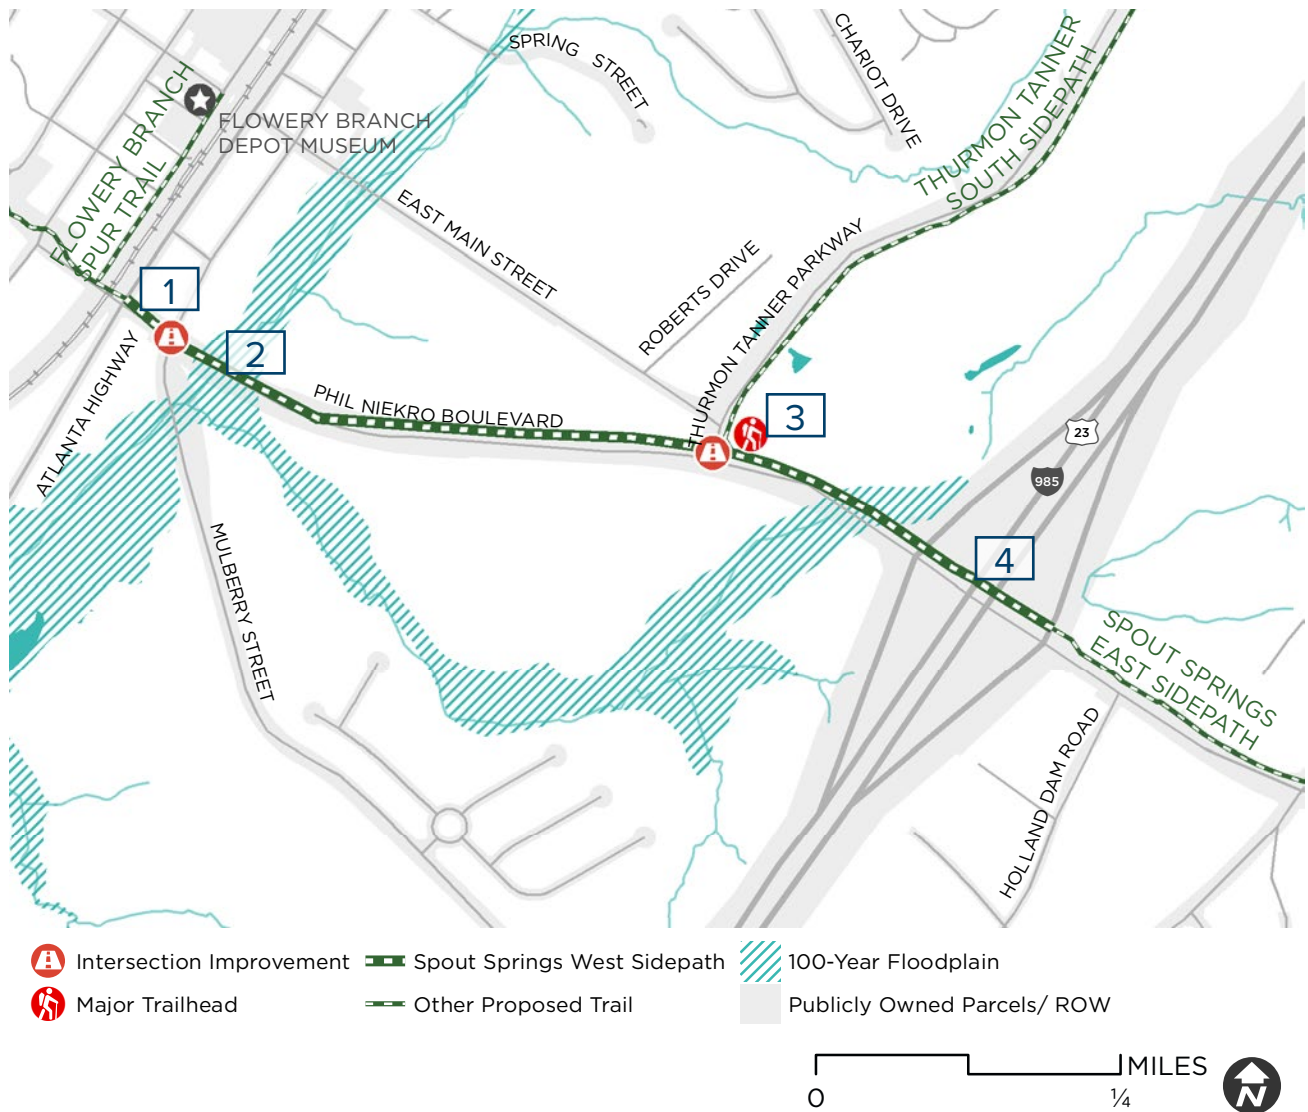 SPRING STREET
CHARIOT DRIVE
THURMON TANNER
SOUTH SIDEPATH
FLOWERY BRANCH
SPUR TRAIL
FLOWERY BRANCH
DEPOT MUSEUM
EAST MAIN STREET
ROBERTS DRIVE
THURMON TANNER PARKWAY
1
2
ATLANTA HIGHWAY
PHIL NIEKRO BOULEVARD
3
23
985
4
MULBERRY STREET
SPOUT SPRINGS
EAST SIDEPATH
HOLLAND DAM ROAD
Intersection Improvement
Major Trailhead
Spout Springs West Sidepath
Other Proposed Trail
100-Year Floodplain
Publicly Owned Parcels/ ROW
MILES
0
¼
N